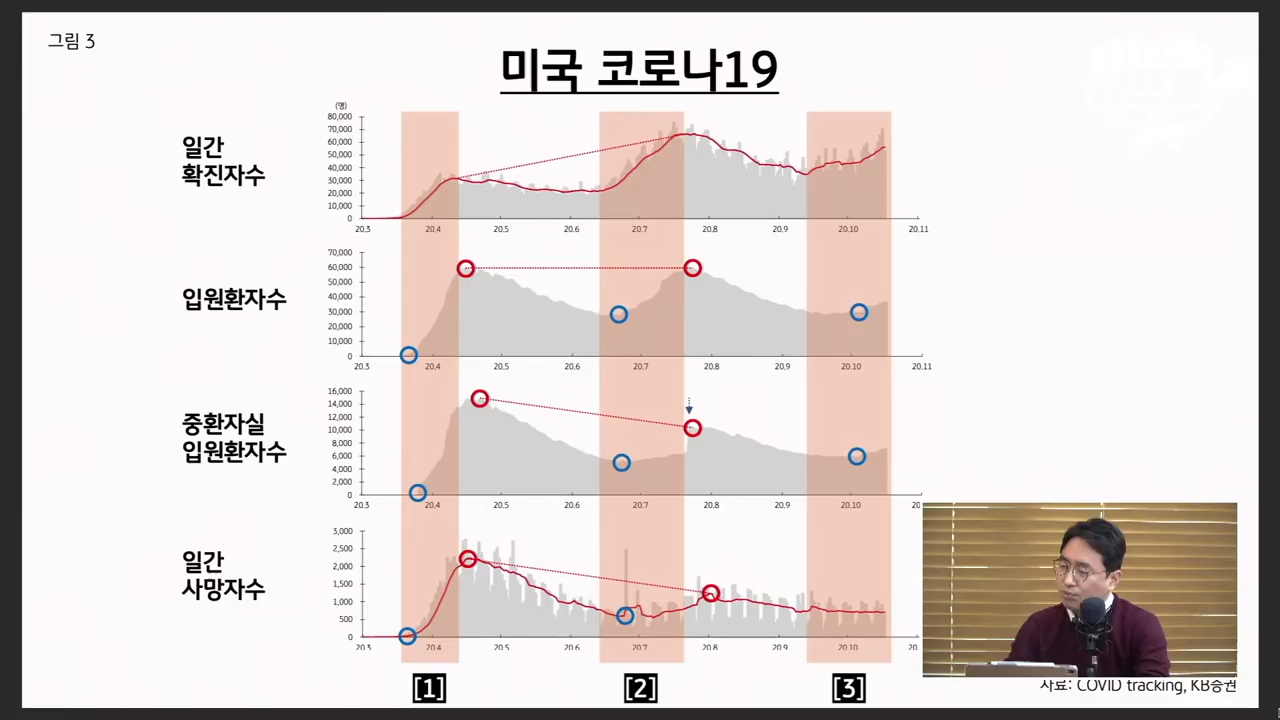 그림 3
미국 코로나19
(명)
일간
확진자수
80,000
70,000
60,000
50,000
40,000
30,000
20,000
10,000
0
20.3 20.4 20.5 20.6 20.7 20.8 20.9 20.10 20.11
입원환자수
70,000
60,000
50,000
40,000
30,000
20,000
10,000
0
20.3 20.4 20.5 20.6 20.7 20.8 20.9 20.10 20.11
중환자실
입원환자수
16,000
14,000
12,000
10,000
8,000
6,000
4,000
2,000
0
20.3 20.4 20.5 20.6 20.7 20.8 20.9 20.10
일간
사망자수
3,000
2,500
2,000
1,500
1,000
500
0
20.3 20.4 20.5 20.6 20.7 20.8 20.9 20.10
[1] [2] [3]
자료: COVID tracking, KB증권